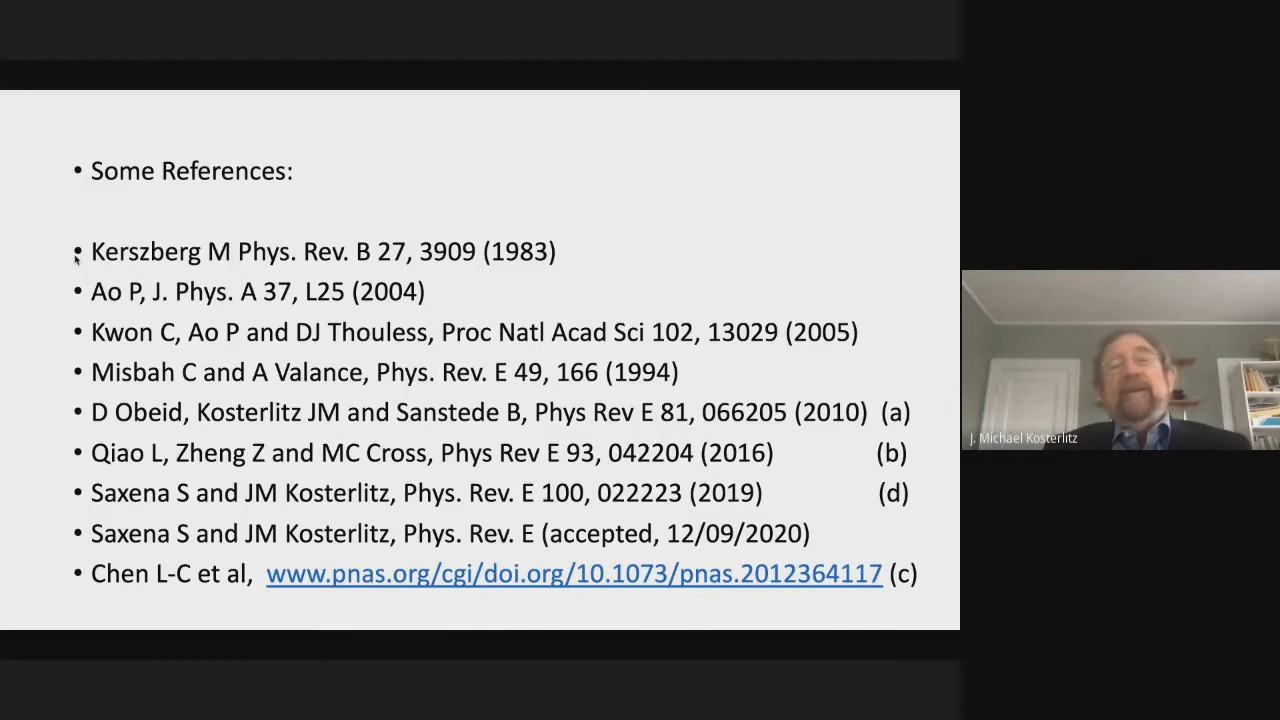 • Some References:
• Kerszberg M Phys. Rev. B 27, 3909 (1983)
• Ao P, J. Phys. A 37, L25 (2004)
• Kwon C, Ao P and DJ Thouless, Proc Natl Acad Sci 102, 13029 (2005)
• Misbah C and A Valance, Phys. Rev. E 49, 166 (1994)
• D Obeid, Kosterlitz JM and Sanstede B, Phys Rev E 81, 066205 (2010) (a)
• Qiao L, Zheng Z and MC Cross, Phys Rev E 93, 042204 (2016) (b)
• Saxena S and JM Kosterlitz, Phys. Rev. E 100, 022223 (2019) (d)
• Saxena S and JM Kosterlitz, Phys. Rev. E (accepted, 12/09/2020)
• Chen L-C et al, www.pnas.org/cgi/doi.org/10.1073/pnas.2012364117 (c)
J. Michael Kosterlitz